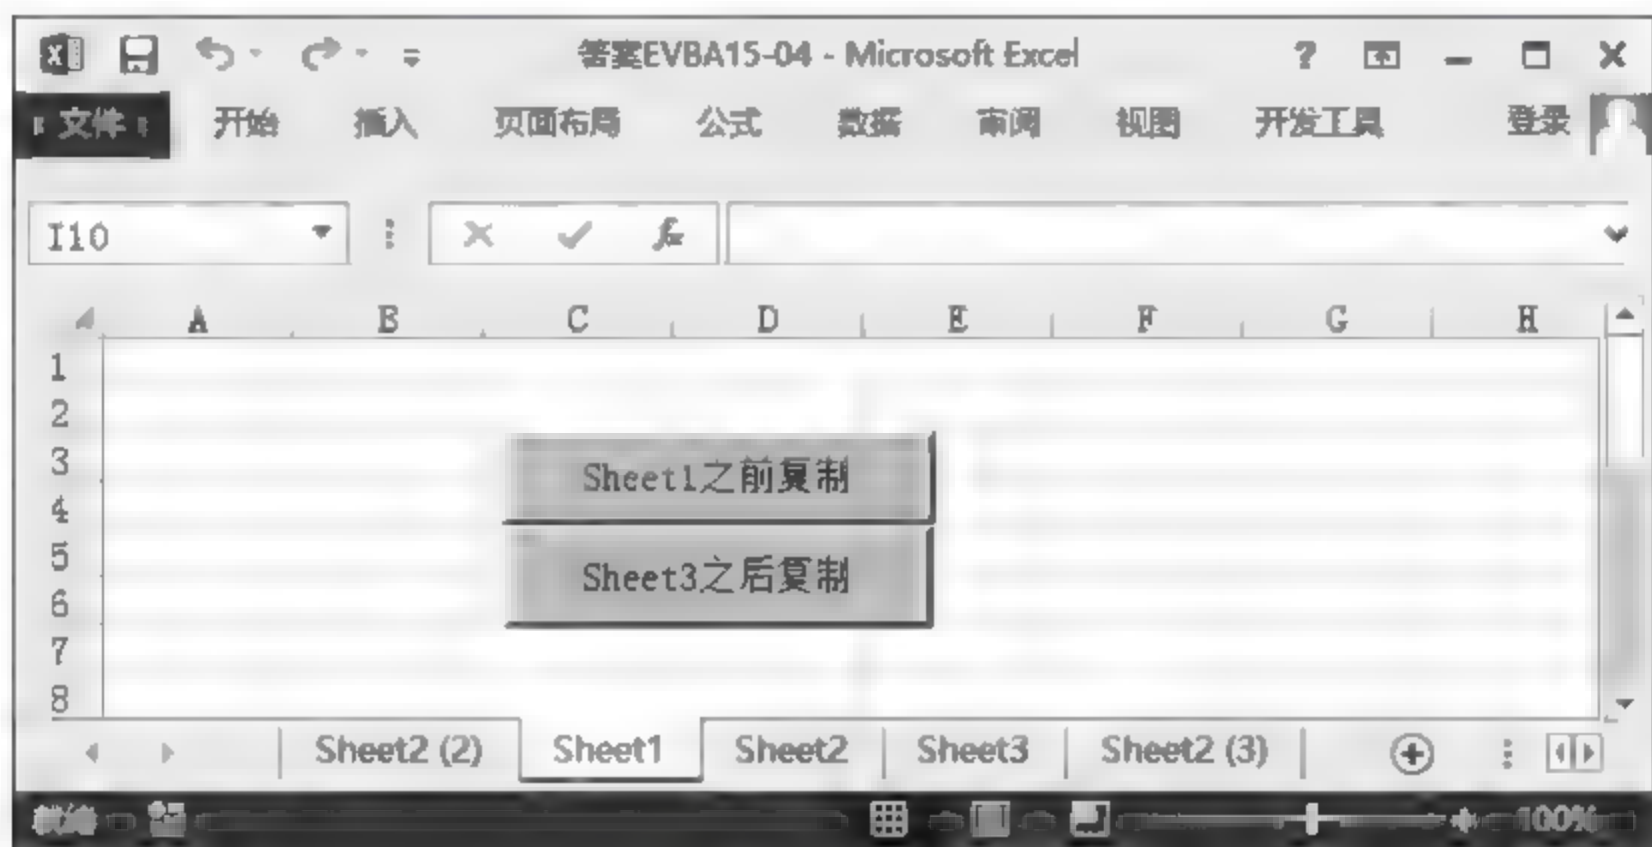 答案EVBA15-04 - Microsoft Excel
文件 开始 插入 页面布局 公式 数据 审阅 视图 开发工具 登录
I10 fx
A B C D E F G H
1
2
3
Sheet1之前复制
4
5
Sheet3之后复制
6
7
8
Sheet2 (2) Sheet1 Sheet2 Sheet3 Sheet2 (3)
就绪 100%